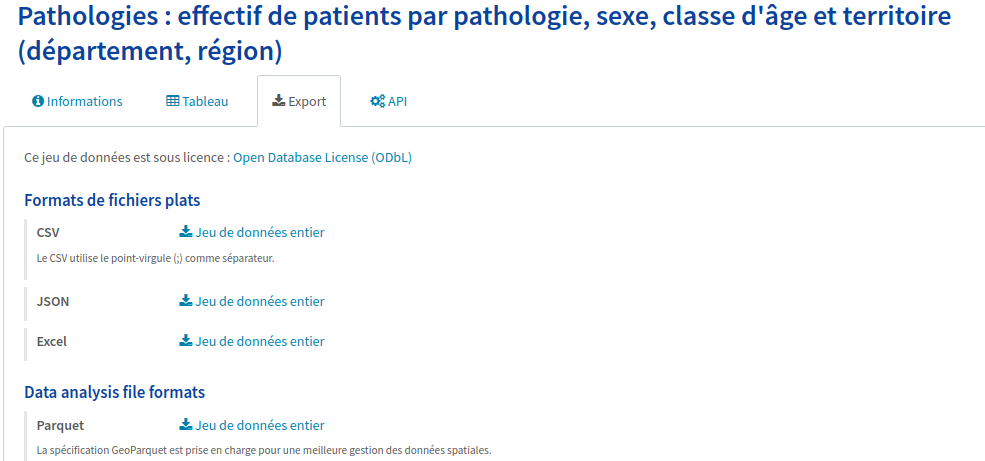 Pathologies : effectif de patients par pathologie, sexe, classe d'âge et territoire
(département, région)
Informations Tableau Export API
Ce jeu de données est sous licence : Open Database License (ODbL)
Formats de fichiers plats
CSV Jeu de données entier
Le CSV utilise le point-virgule (;) comme séparateur.
JSON Jeu de données entier
Excel Jeu de données entier
Data analysis file formats
Parquet Jeu de données entier
La spécification GeoParquet est prise en charge pour une meilleure gestion des données spatiales.